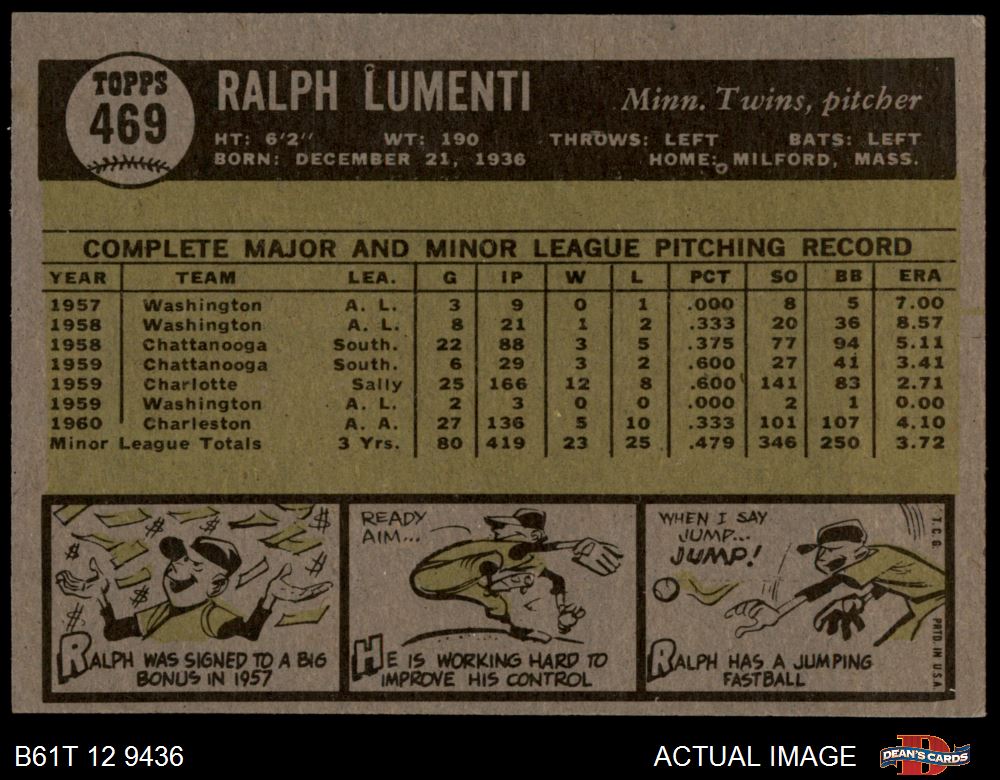 TOPPS
469
RALPH LUMENTI
Minn. Twins, pitcher
HT: 6'2" WT: 190 THROWS: LEFT BATS: LEFT
BORN: DECEMBER 21, 1936 HOME: MILFORD, MASS.
COMPLETE MAJOR AND MINOR LEAGUE PITCHING RECORD
YEAR TEAM LEA. G IP W L PCT SO BB ERA
1957 Washington A. L. 3 9 0 1 .000 8 5 7.00
1958 Washington A. L. 8 21 1 2 .333 20 36 8.57
1958 Chattanooga South. 22 88 3 5 .375 77 94 5.11
1959 Chattanooga South. 6 29 3 2 .600 27 41 3.41
1959 Charlotte Sally 25 166 12 8 .600 141 83 2.71
1959 Washington A. L. 2 3 0 0 .000 2 1 0.00
1960 Charleston A. A. 27 136 5 10 .333 101 107 4.10
Minor League Totals 3 Yrs. 80 419 23 25 .479 346 250 3.72
$ $ $ $ $ $
RALPH WAS SIGNED TO A BIG
BONUS IN 1957
READY
AIM...
HE IS WORKING HARD TO
IMPROVE HIS CONTROL
WHEN I SAY
JUMP...
JUMP!
RALPH HAS A JUMPING
FASTBALL
T.C.G. PRTD. IN U.S.A.
B61T 12 9436
ACTUAL IMAGE
D
DEAN'S CARDS